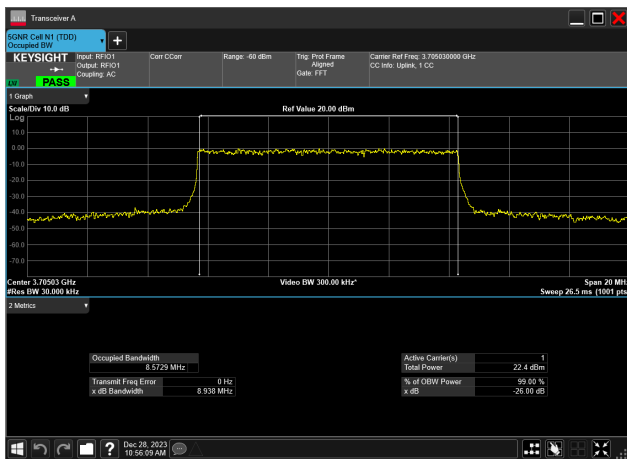 Transceiver A
5GNR Cell N1 (TDD)
Occupied BW
KEYSIGHT
LV PASS
Input: RFIO1
Output: RFIO1
Coupling: AC
Corr CCorr
Range: -60 dBm
Trig: Prot Frame
Aligned
Gate: FFT
Carrier Ref Freq: 3.705030000 GHz
CC Info: Uplink, 1 CC
1 Graph
Scale/Div 10.0 dB
Ref Value 20.00 dBm
Log
10.0
0.00
-10.0
-20.0
-30.0
-40.0
-50.0
-60.0
-70.0
Center 3.70503 GHz
#Res BW 30.000 kHz
Video BW 300.00 kHz*
Span 20 MHz
Sweep 26.5 ms (1001 pts
2 Metrics
Occupied Bandwidth
8.5729 MHz
Transmit Freq Error 0 Hz
x dB Bandwidth 8.938 MHz
Active Carrier(s) 1
Total Power 22.4 dBm
% of OBW Power 99.00 %
x dB -26.00 dB
Dec 28, 2023
10:56:09 AM